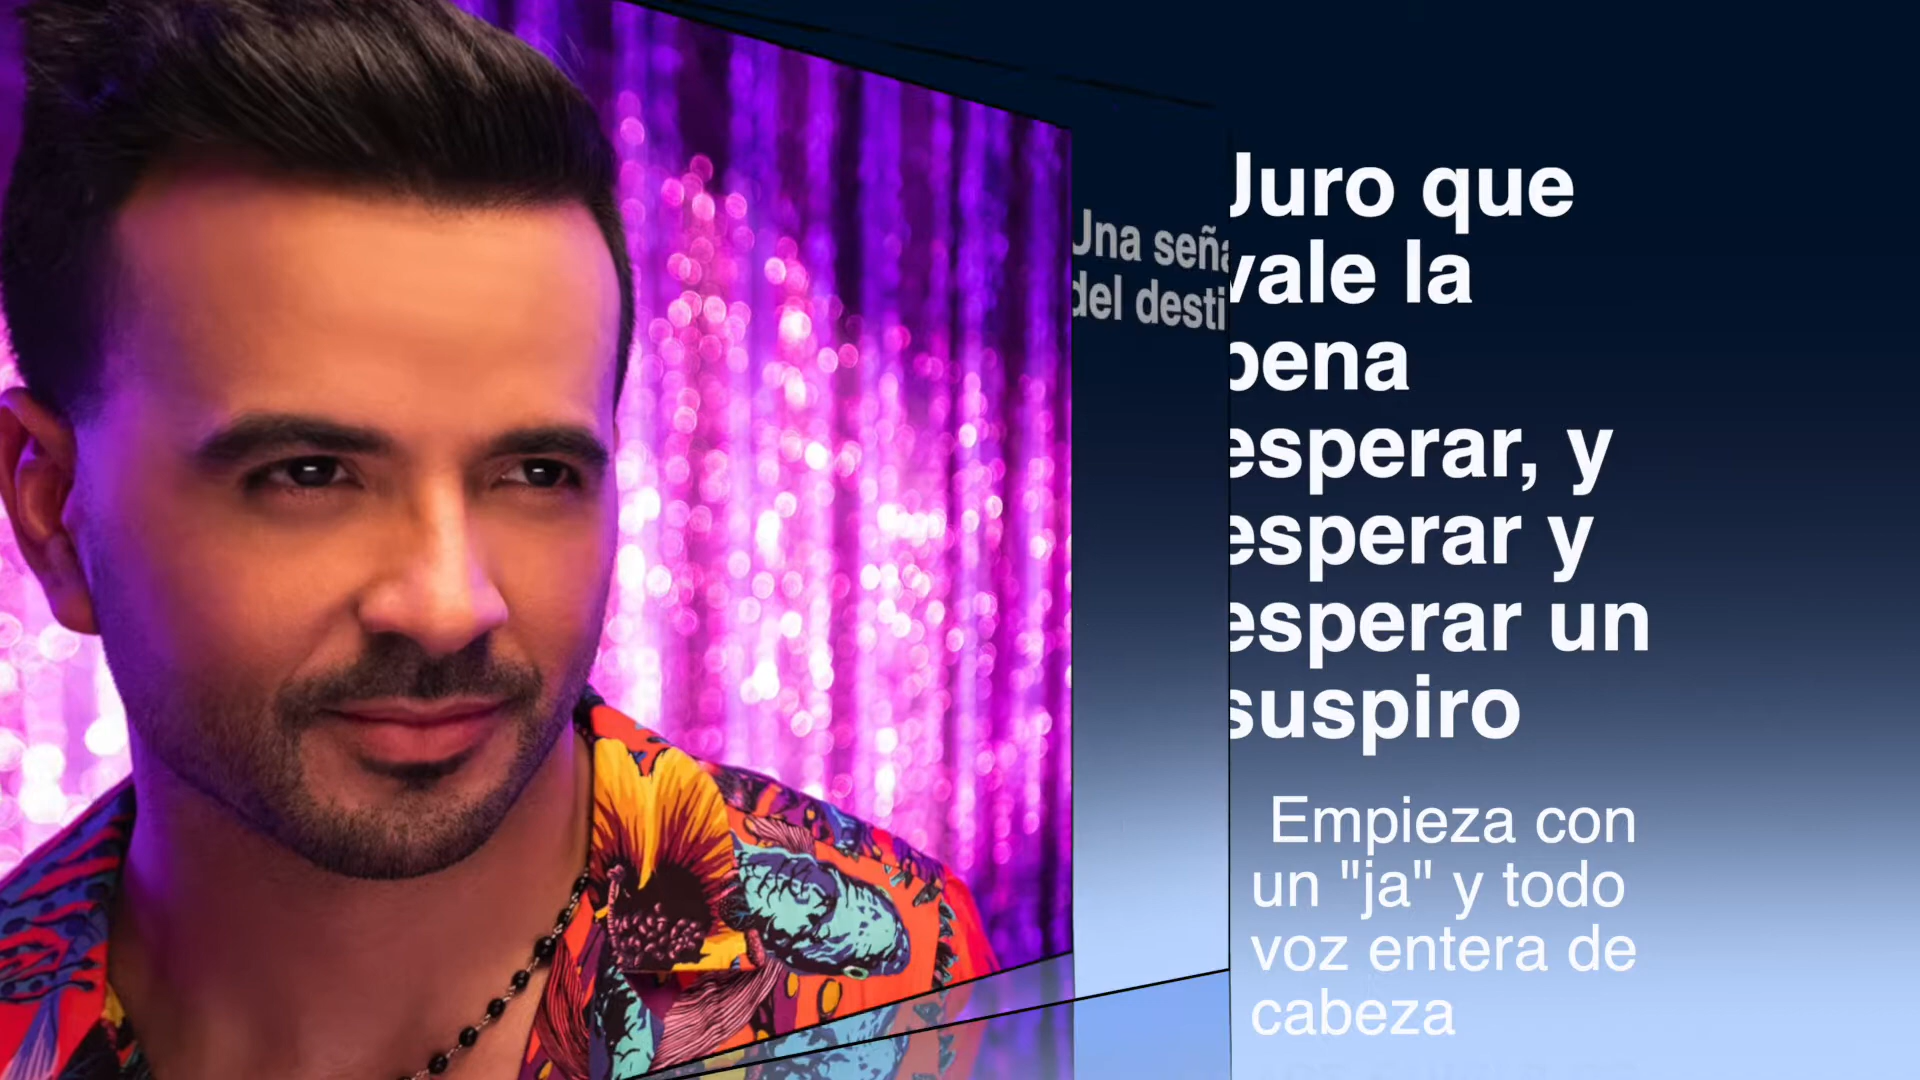 Una seña
del desti
Juro que
vale la
pena
esperar, y
esperar y
esperar un
suspiro
Empieza con
un "ja" y todo
voz entera de
cabeza